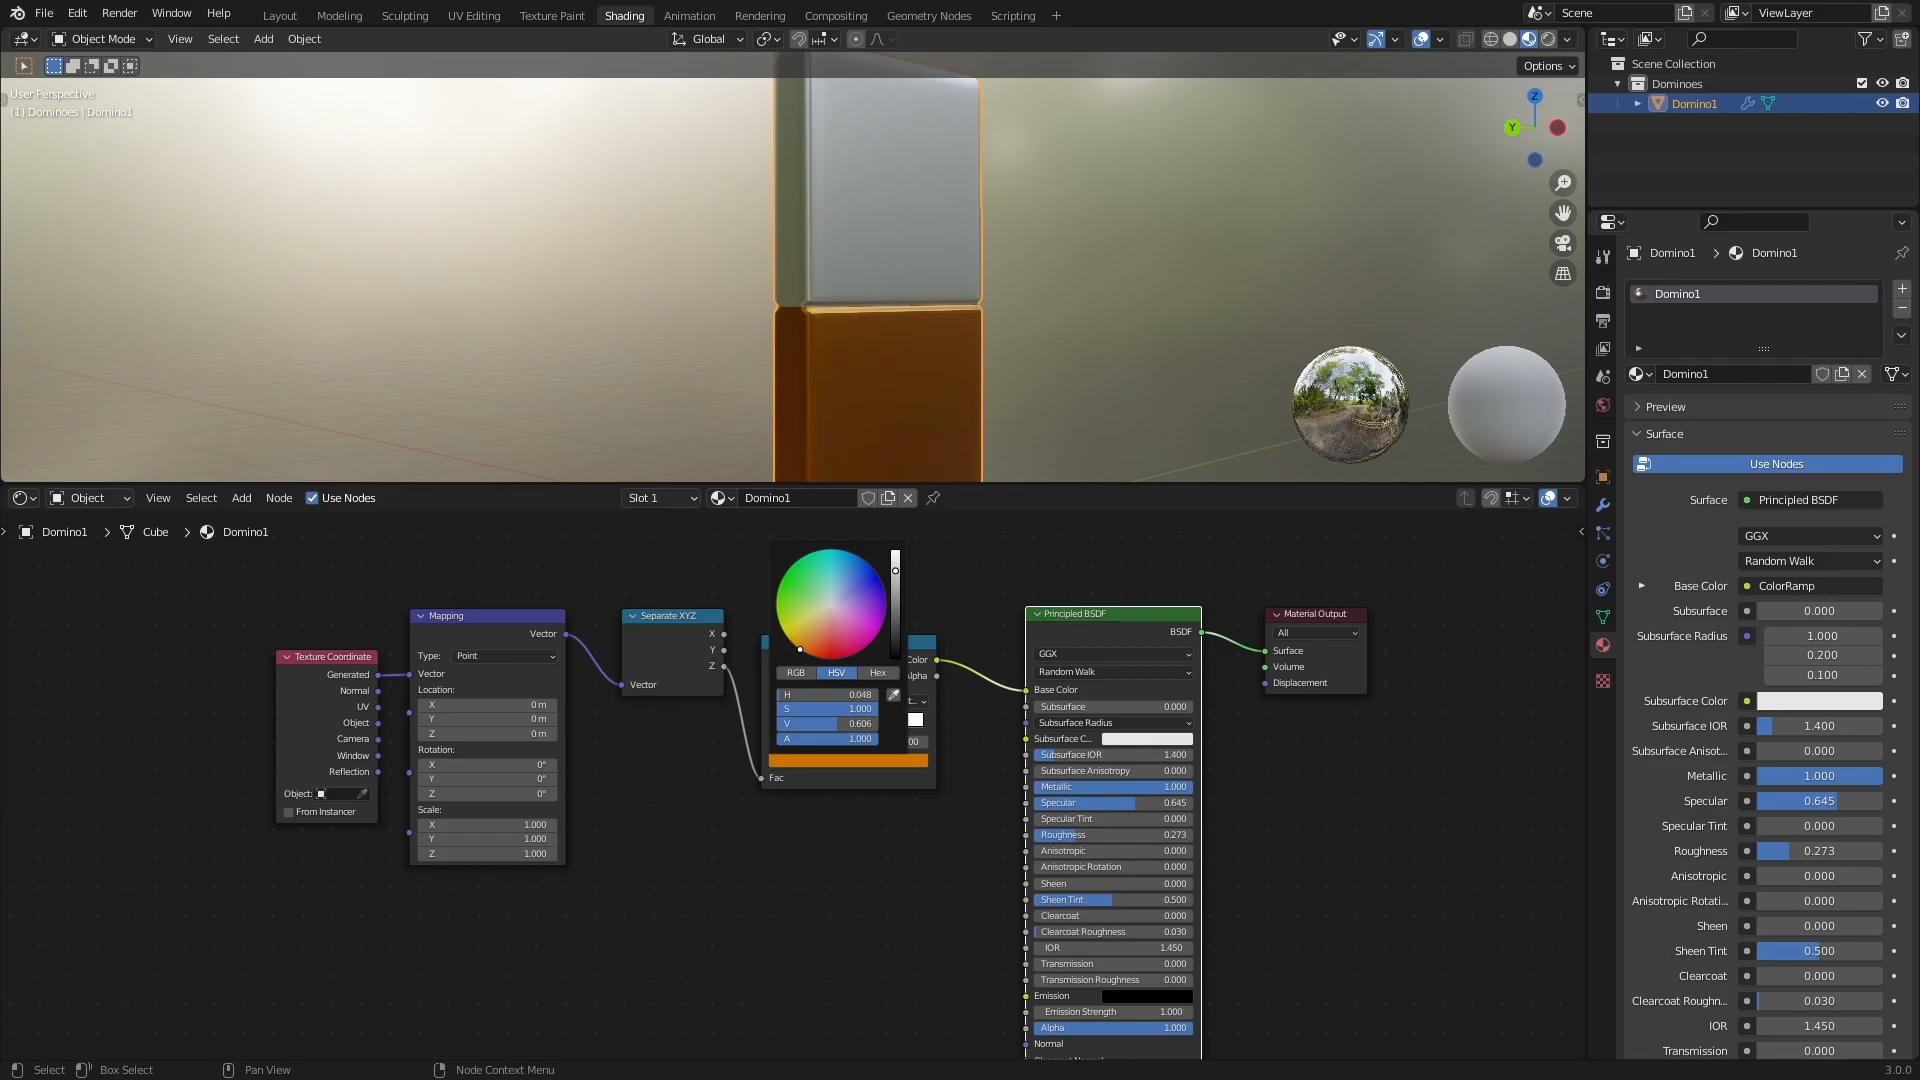 File Edit Render Window Help Layout Modeling Sculpting UV Editing Texture Paint Shading Animation Rendering Compositing Geometry Nodes Scripting + Scene ViewLayer
Object Mode View Select Add Object Global
Options
User Perspective
(1) Dominoes | Domino1
Z
Y
Scene Collection
Dominoes
Domino1
Domino1 > Domino1
Domino1
Domino1
Preview
Surface
Use Nodes
Surface Principled BSDF
GGX
Random Walk
Base Color ColorRamp
Subsurface 0.000
Subsurface Radius 1.000
0.200
0.100
Subsurface Color
Subsurface IOR 1.400
Subsurface Anisot... 0.000
Metallic 1.000
Specular 0.645
Specular Tint 0.000
Roughness 0.273
Anisotropic 0.000
Anisotropic Rotati... 0.000
Sheen 0.000
Sheen Tint 0.500
Clearcoat 0.000
Clearcoat Roughn... 0.030
IOR 1.450
Transmission 0.000
Object View Select Add Node Use Nodes Slot 1 Domino1
Domino1 > Cube > Domino1
Texture Coordinate
Generated
Normal
UV
Object
Camera
Window
Reflection
Object:
From Instancer
Mapping
Vector
Type: Point
Vector
Location:
X 0 m
Y 0 m
Z 0 m
Rotation:
X 0°
Y 0°
Z 0°
Scale:
X 1.000
Y 1.000
Z 1.000
Separate XYZ
X
Y
Z
Vector
RGB HSV Hex
H 0.048
S 1.000
V 0.606
A 1.000
Color
Alpha
00
Fac
Principled BSDF
BSDF
GGX
Random Walk
Base Color
Subsurface 0.000
Subsurface Radius
Subsurface C...
Subsurface IOR 1.400
Subsurface Anisotropy 0.000
Metallic 1.000
Specular 0.645
Specular Tint 0.000
Roughness 0.273
Anisotropic 0.000
Anisotropic Rotation 0.000
Sheen 0.000
Sheen Tint 0.500
Clearcoat 0.000
Clearcoat Roughness 0.030
IOR 1.450
Transmission 0.000
Transmission Roughness 0.000
Emission
Emission Strength 1.000
Alpha 1.000
Normal
Material Output
All
Surface
Volume
Displacement
Select Box Select Pan View Node Context Menu 3.0.0